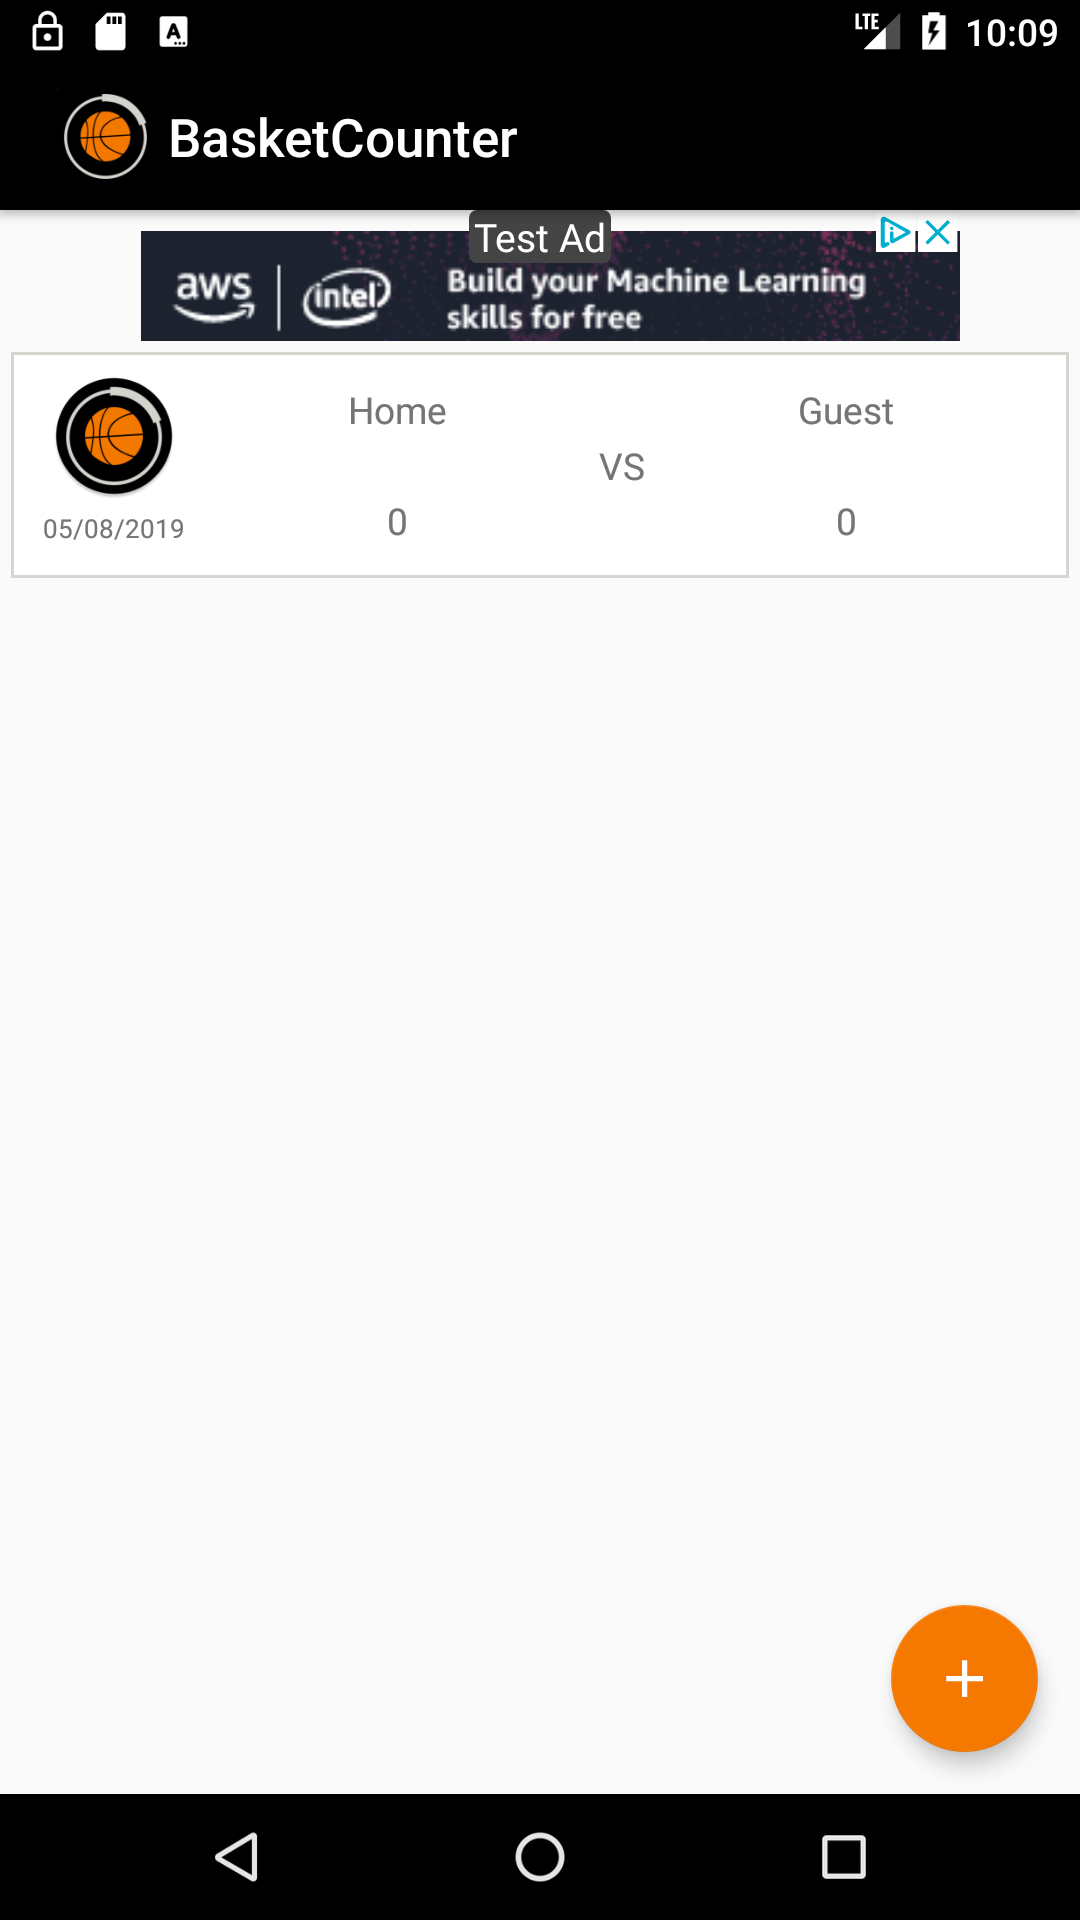 LTE 10:09
BasketCounter
Test Ad
aws intel Build your Machine Learning
skills for free
Home Guest
VS
05/08/2019 0 0